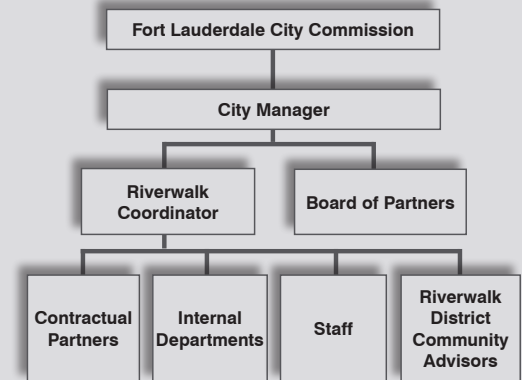 Fort Lauderdale City Commission
City Manager
Riverwalk
Coordinator
Board of Partners
Contractual
Partners
Internal
Departments
Staff
Riverwalk
District
Community
Advisors